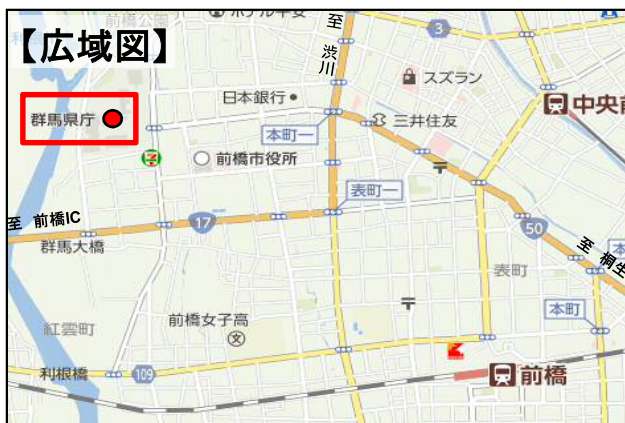 前橋公園
ホテル平安
【広域図】
至
渋川
3
スズラン
日本銀行
中央前
群馬県庁
本町一
三井住友
前橋市役所
表町一
至 前橋IC
17
50
群馬大橋
至 桐生
表町
本
紅雲町
前橋女子高
文
本町
利根橋
109
前橋